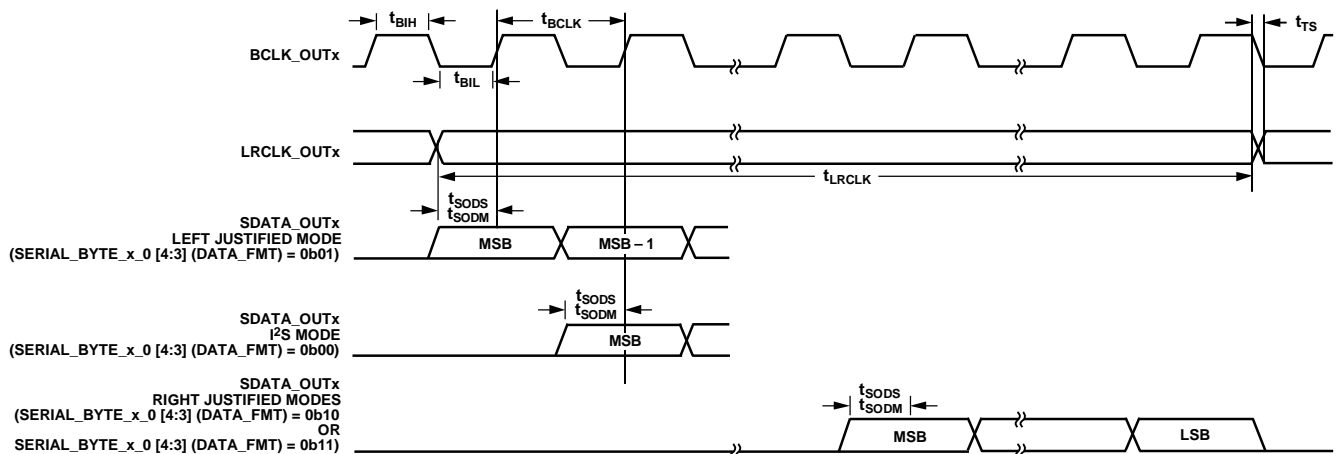 tBIH
tBCLK
tTS
BCLK_OUTx
tBIL
LRCLK_OUTx
tLRCLK
tSODS
tSODM
SDATA_OUTx
LEFT JUSTIFIED MODE
(SERIAL_BYTE_x_0 [4:3] (DATA_FMT) = 0b01)
MSB
MSB – 1
tSODS
tSODM
SDATA_OUTx
I2S MODE
(SERIAL_BYTE_x_0 [4:3] (DATA_FMT) = 0b00)
MSB
SDATA_OUTx
RIGHT JUSTIFIED MODES
(SERIAL_BYTE_x_0 [4:3] (DATA_FMT) = 0b10
OR
SERIAL_BYTE_x_0 [4:3] (DATA_FMT) = 0b11)
tSODS
tSODM
MSB
LSB